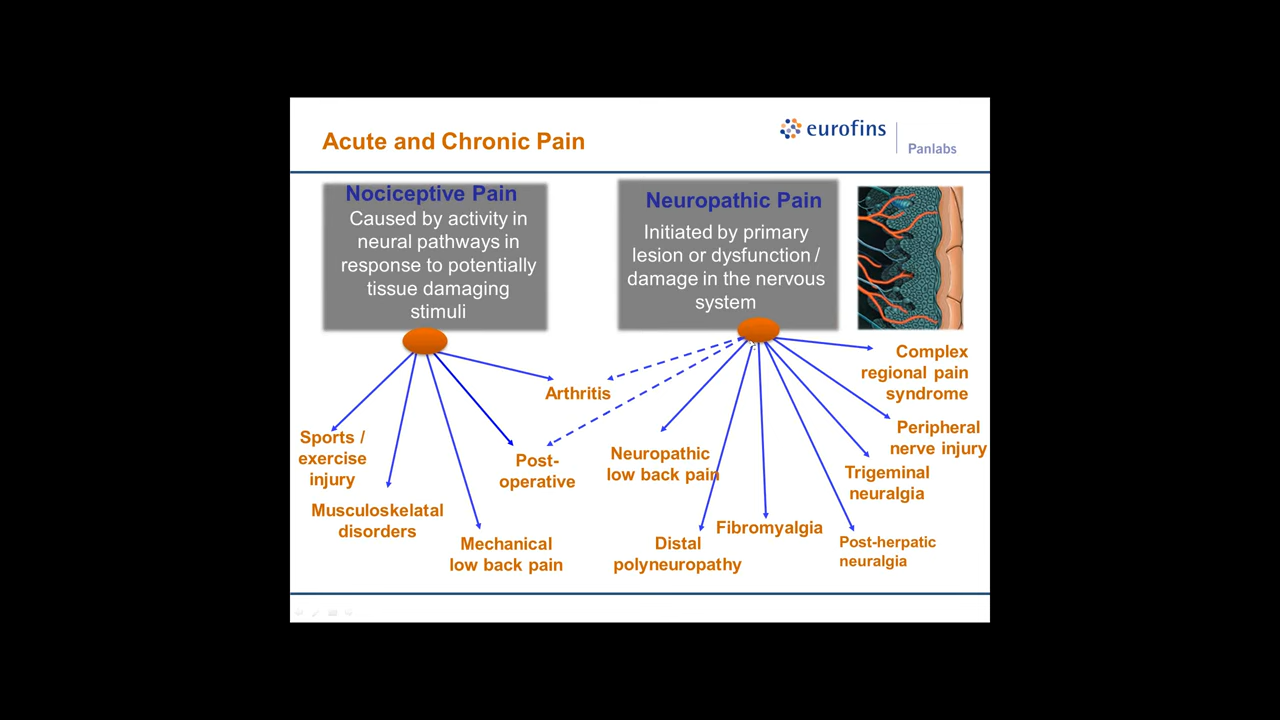 Acute and Chronic Pain
eurofins
Panlabs
Nociceptive Pain
Caused by activity in
neural pathways in
response to potentially
tissue damaging
stimuli
Neuropathic Pain
Initiated by primary
lesion or dysfunction /
damage in the nervous
system
Arthritis
Sports /
exercise
injury
Musculoskelatal
disorders
Mechanical
low back pain
Post-
operative
Neuropathic
low back pain
Distal
polyneuropathy
Fibromyalgia
Complex
regional pain
syndrome
Peripheral
nerve injury
Trigeminal
neuralgia
Post-herpatic
neuralgia